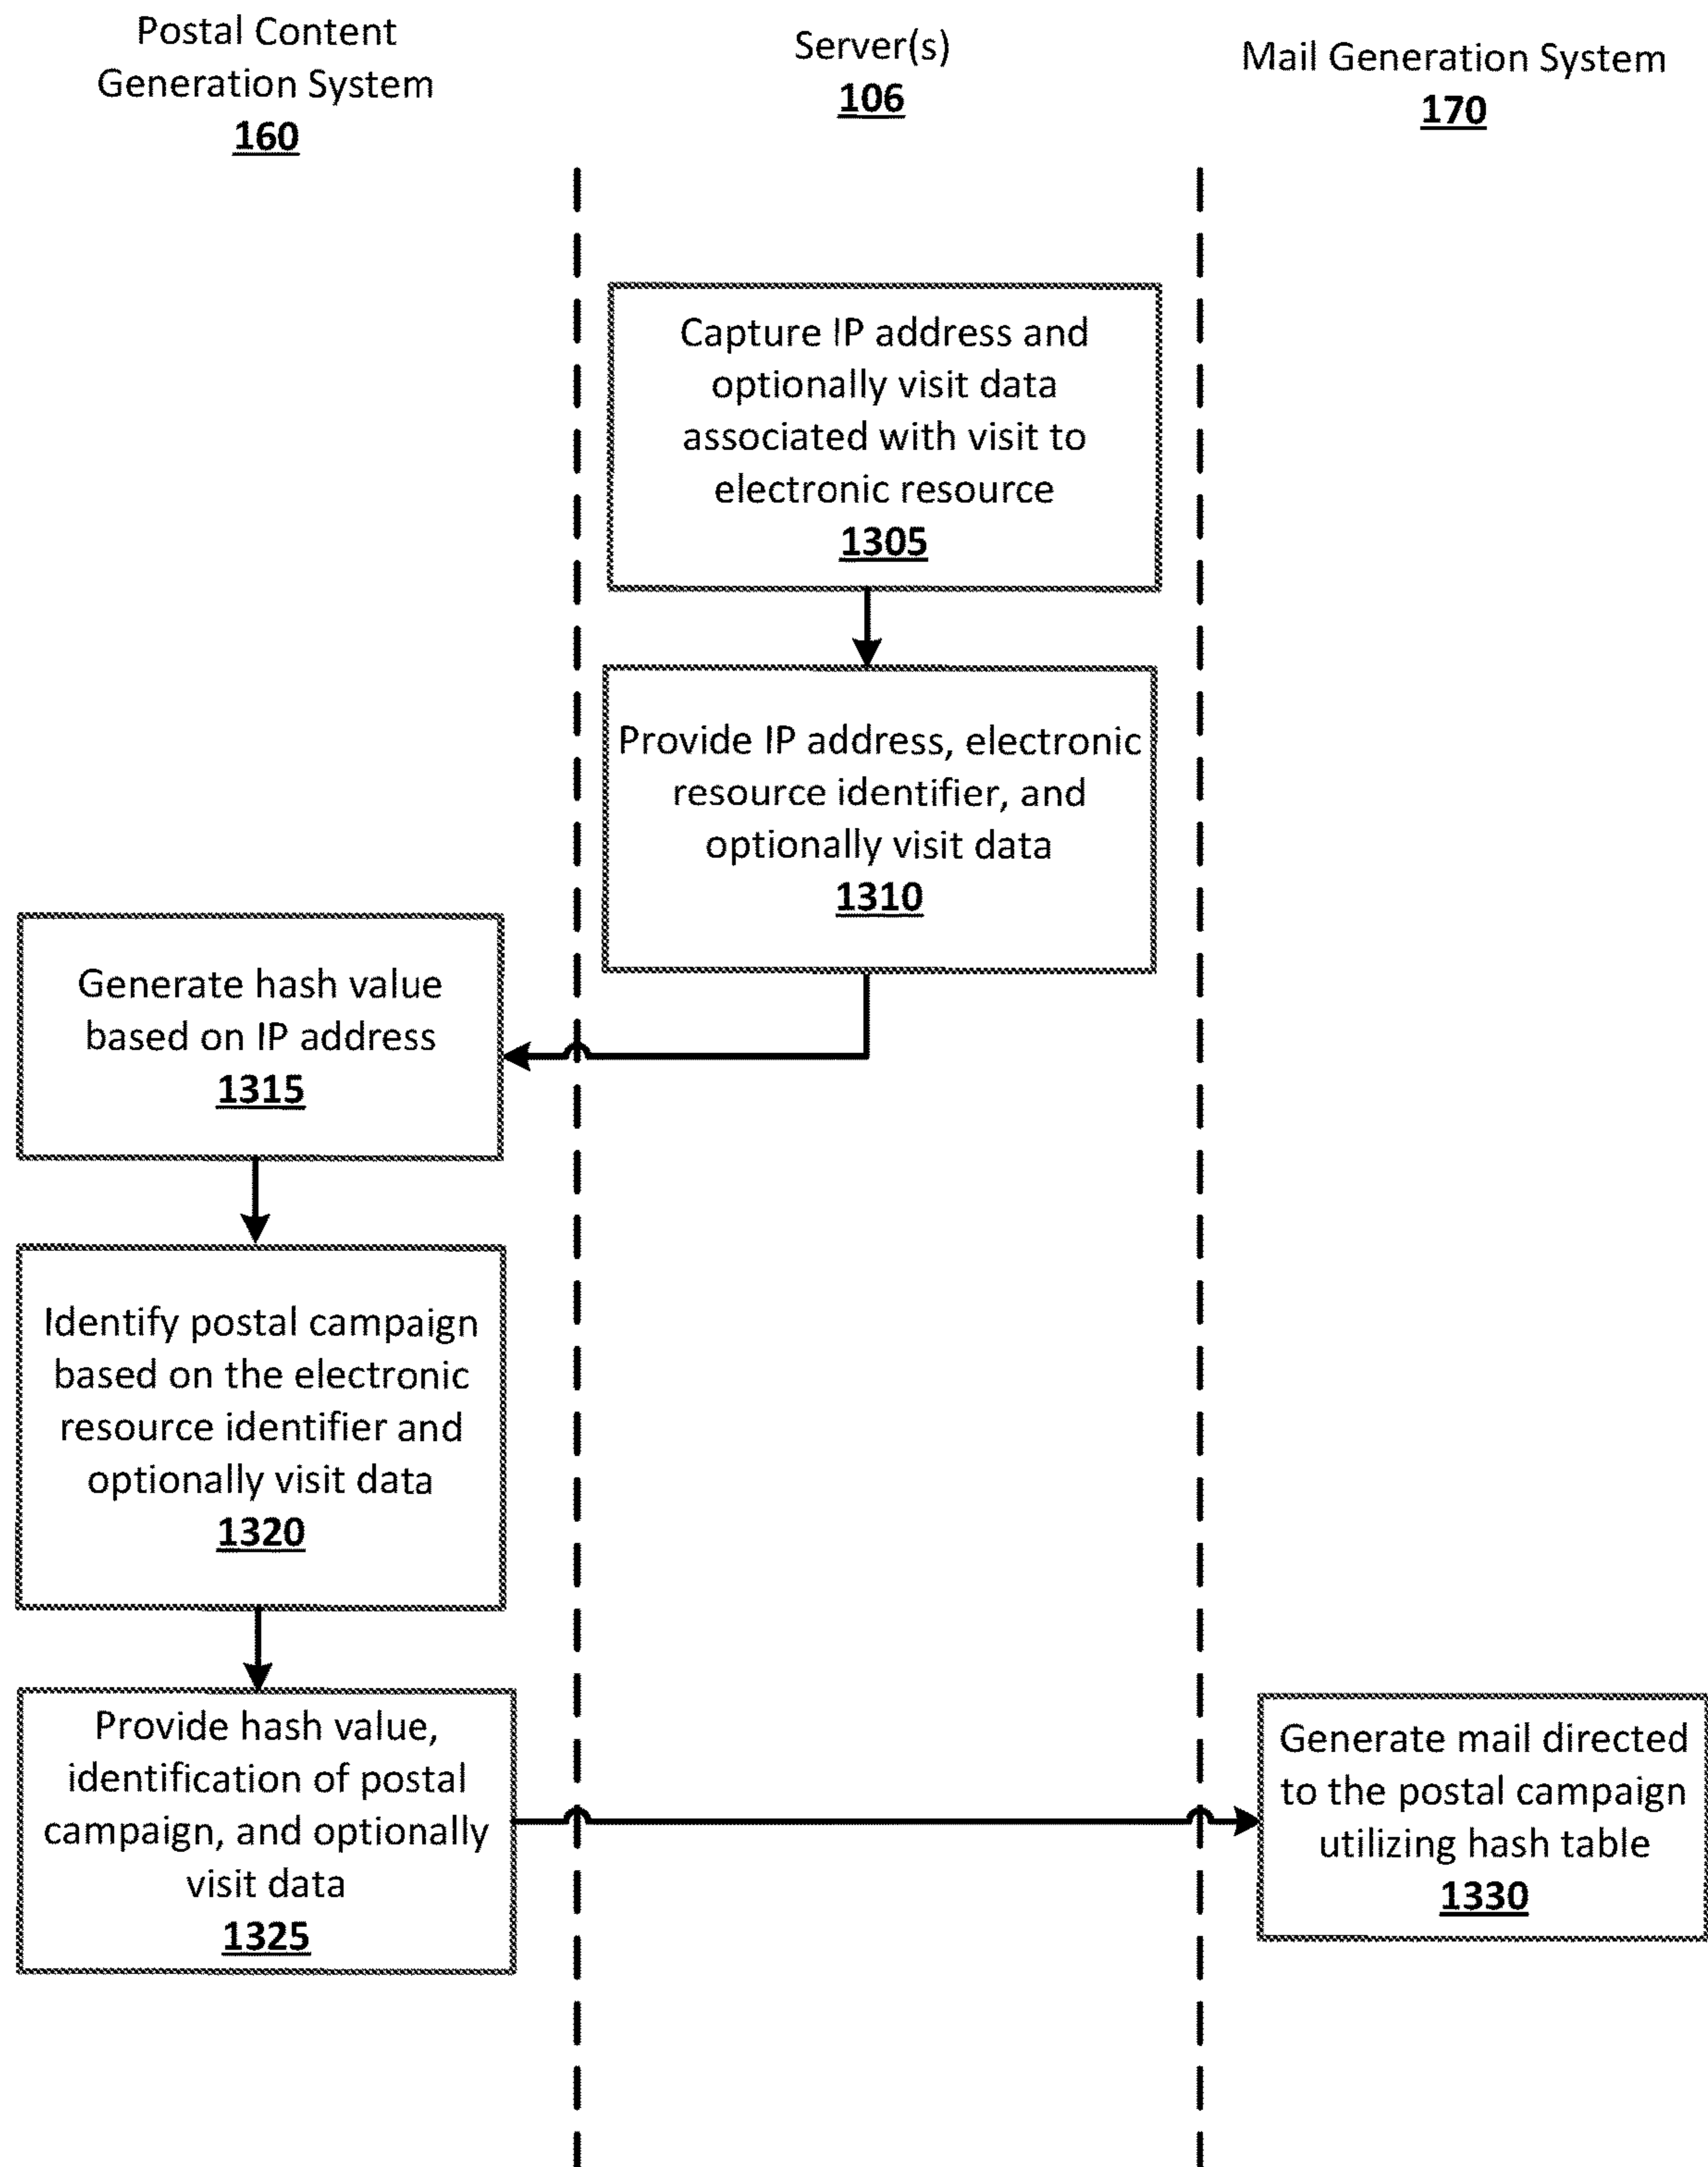 Postal Content
Generation System
160
Server(s)
106
Mail Generation System
170
Capture IP address and
optionally visit data
associated with visit to
electronic resource
1305
Provide IP address, electronic
resource identifier, and
optionally visit data
1310
Generate hash value
based on IP address
1315
Identify postal campaign
based on the electronic
resource identifier and
optionally visit data
1320
Provide hash value,
identification of postal
campaign, and optionally
visit data
1325
Generate mail directed
to the postal campaign
utilizing hash table
1330